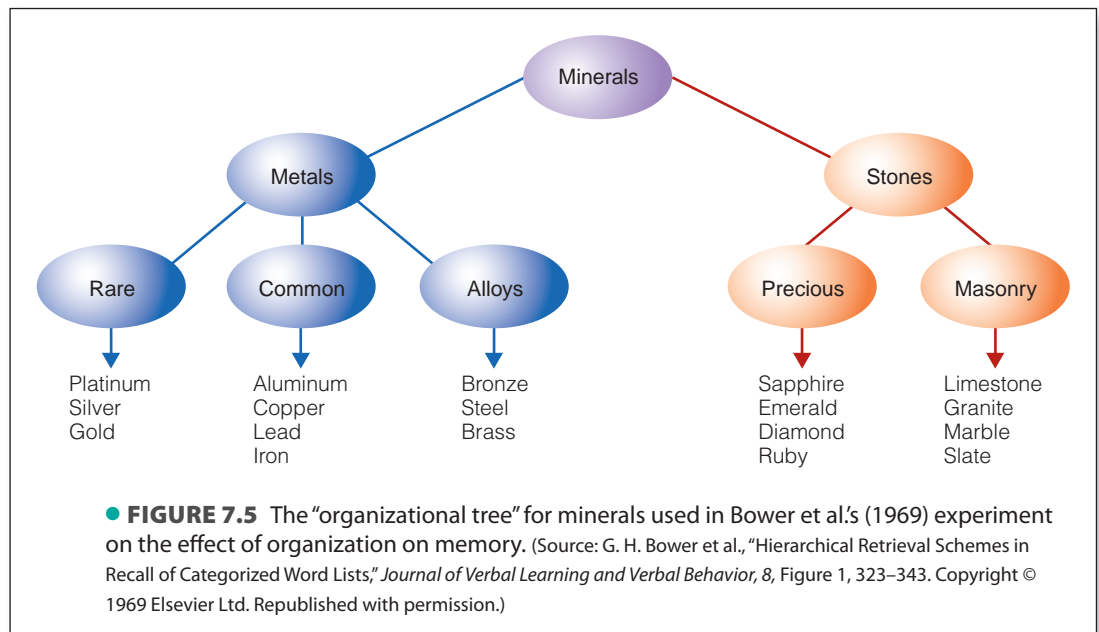 Minerals
Metals
Stones
Rare
Common
Alloys
Precious
Masonry
Platinum
Silver
Gold
Aluminum
Copper
Lead
Iron
Bronze
Steel
Brass
Sapphire
Emerald
Diamond
Ruby
Limestone
Granite
Marble
Slate
● FIGURE 7.5 The “organizational tree” for minerals used in Bower et al.’s (1969) experiment
on the effect of organization on memory. (Source: G. H. Bower et al., “Hierarchical Retrieval Schemes in
Recall of Categorized Word Lists,” Journal of Verbal Learning and Verbal Behavior, 8, Figure 1, 323–343. Copyright ©
1969 Elsevier Ltd. Republished with permission.)